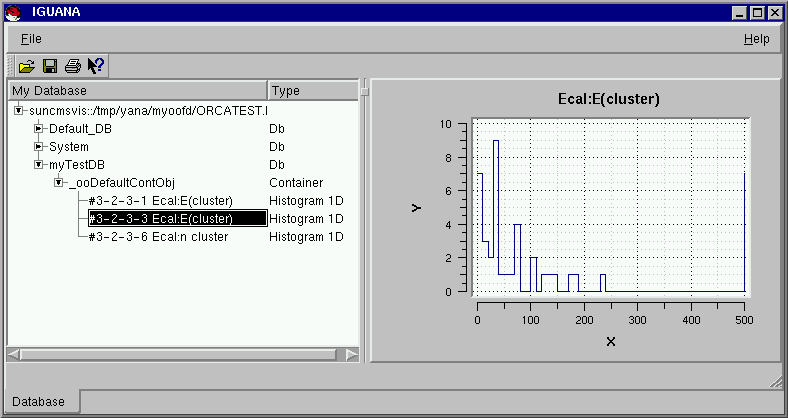 IGUANA
File Help
My Database Type
suncmsvis::/tmp/yana/myoofd/ORCATEST.l
Default_DB Db
System Db
myTestDB Db
_ooDefaultContObj Container
#3-2-3-1 Ecal:E(cluster) Histogram 1D
#3-2-3-3 Ecal:E(cluster) Histogram 1D
#3-2-3-6 Ecal:n cluster Histogram 1D
Ecal:E(cluster)
10
8
6
4
2
0
Y
0 100 200 300 400 500
X
Database